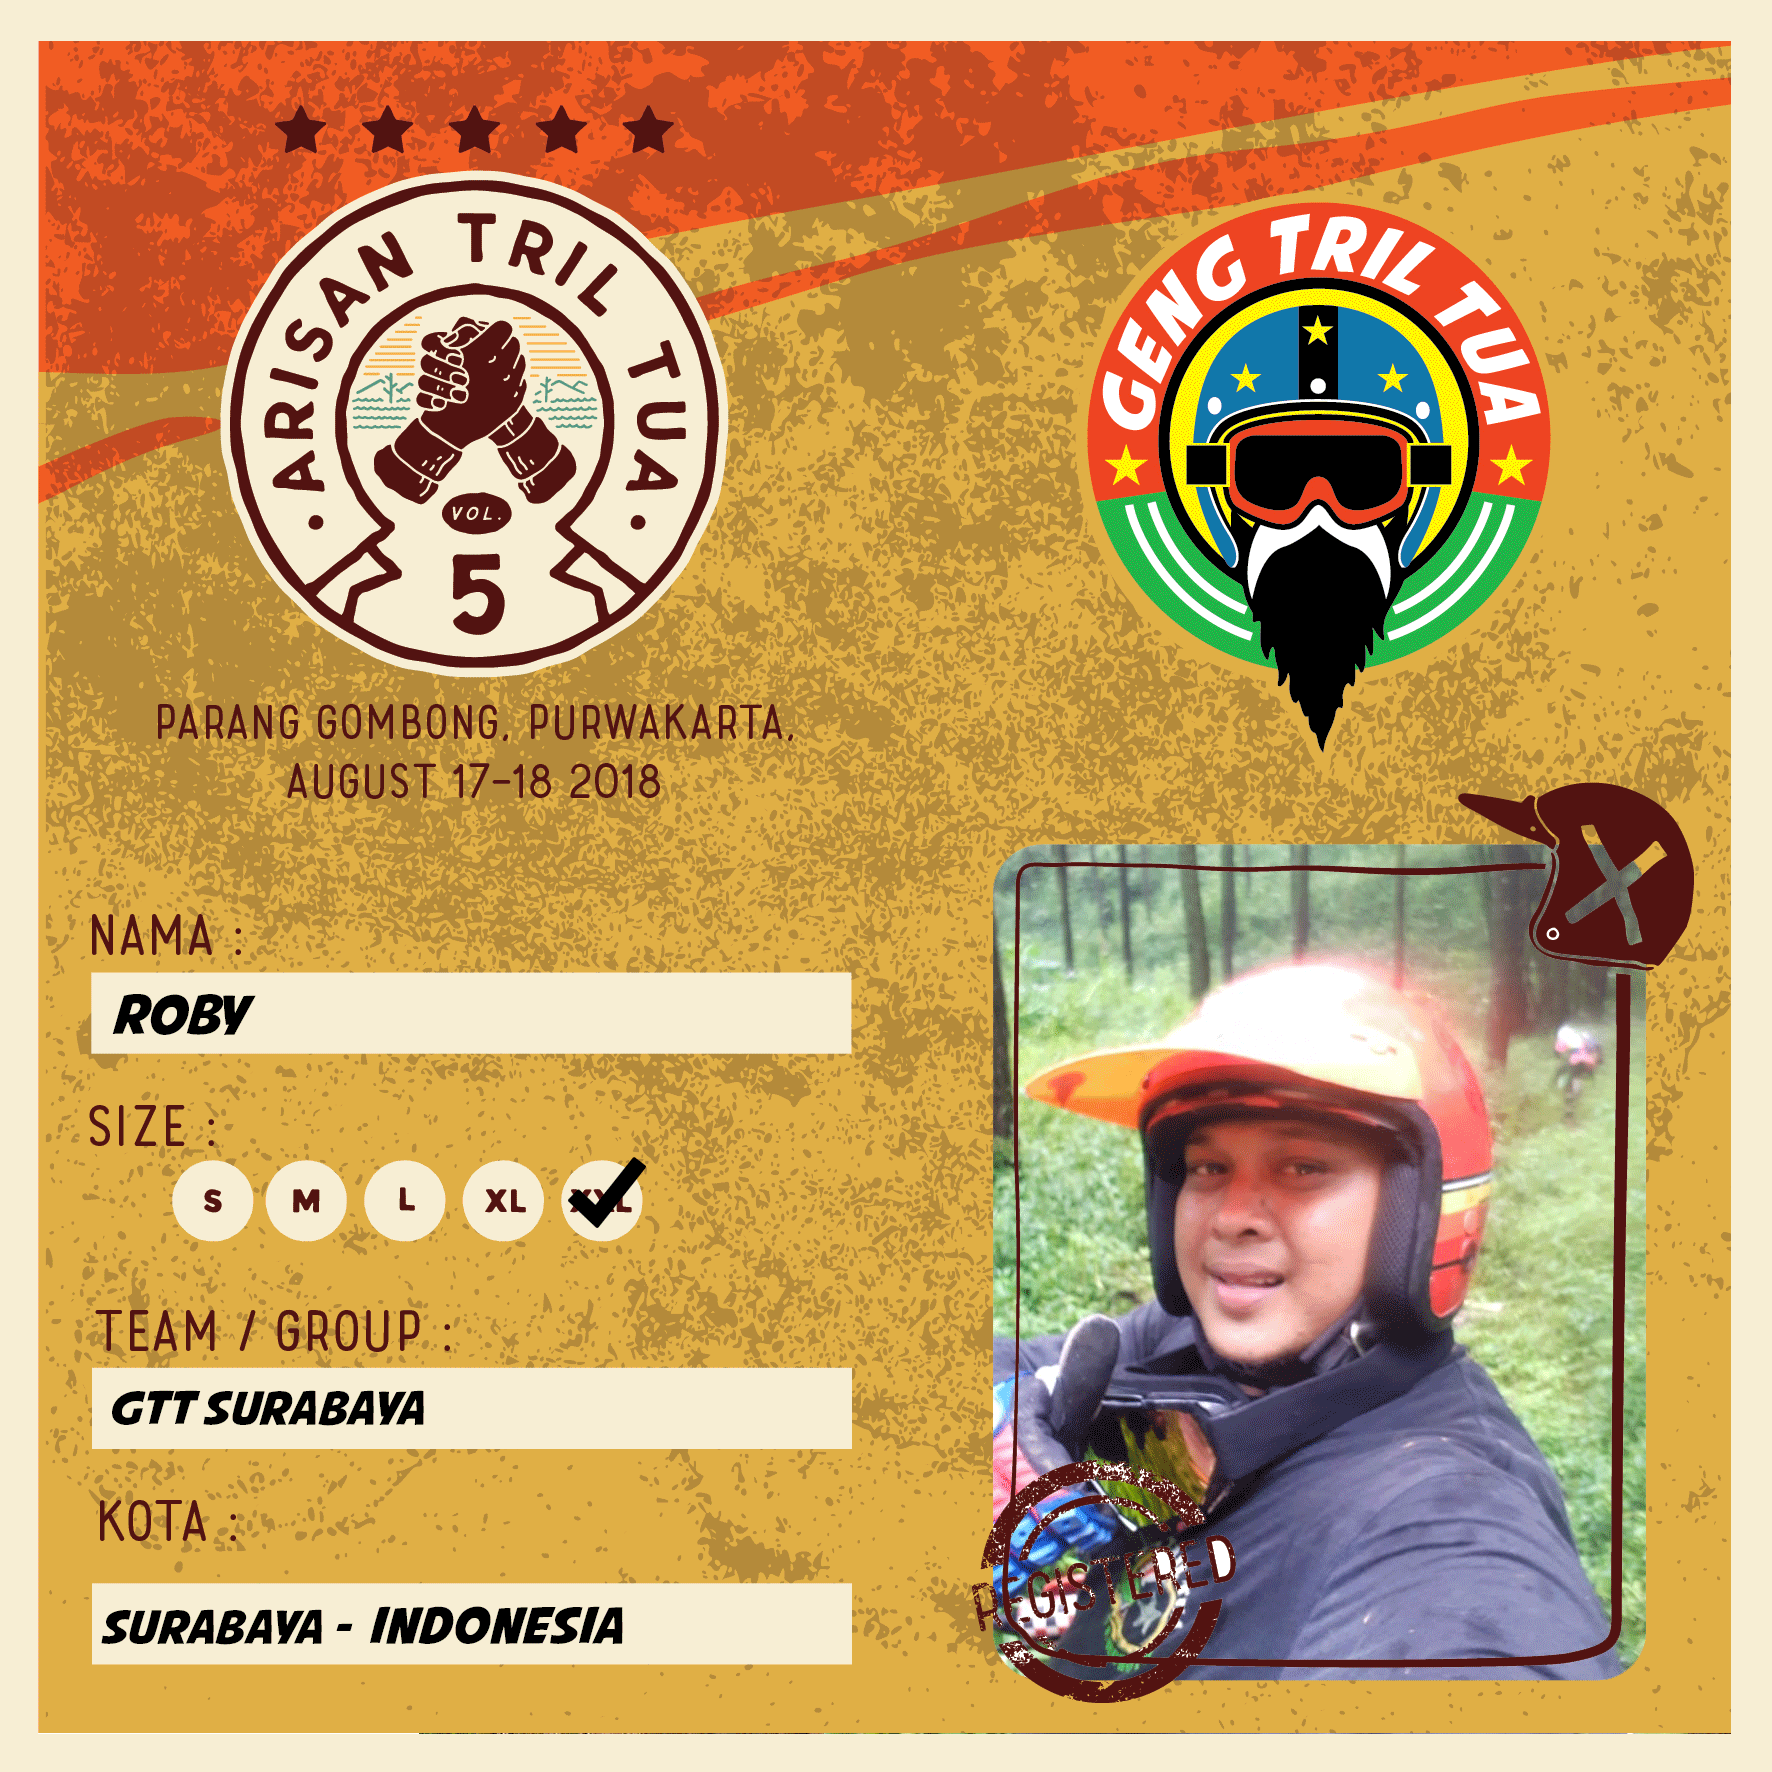 ARISAN TRIL TUA
VOL.
5
GENG TRIL TUA
PARANG GOMBONG, PURWAKARTA,
AUGUST 17-18 2018
NAMA :
ROBY
SIZE :
S M L XL XXL
TEAM / GROUP :
GTT SURABAYA
KOTA :
SURABAYA - INDONESIA
REGISTERED